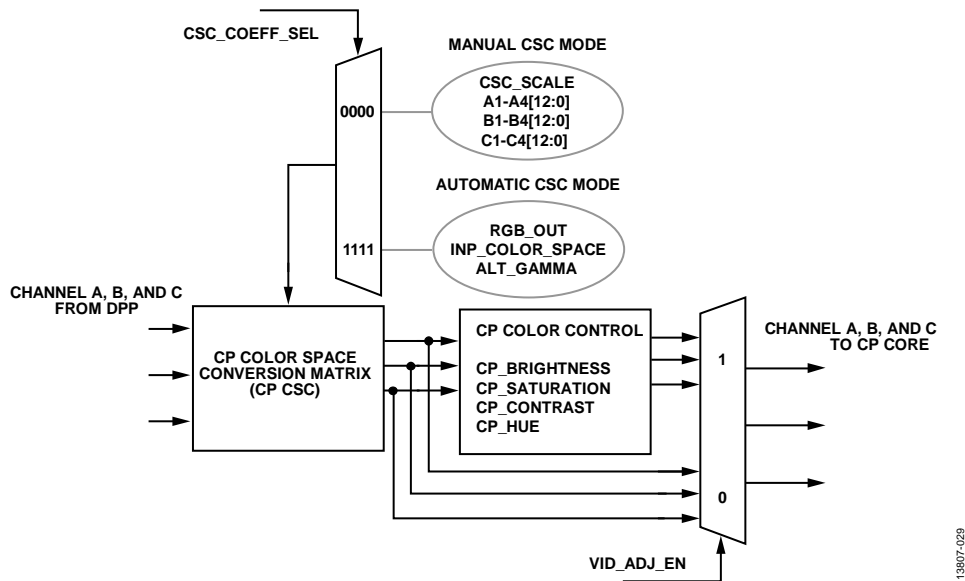 CSC_COEFF_SEL
MANUAL CSC MODE
0000
CSC_SCALE
A1-A4[12:0]
B1-B4[12:0]
C1-C4[12:0]
AUTOMATIC CSC MODE
1111
RGB_OUT
INP_COLOR_SPACE
ALT_GAMMA
CHANNEL A, B, AND C
FROM DPP
CP COLOR SPACE
CONVERSION MATRIX
(CP CSC)
CP COLOR CONTROL
CP_BRIGHTNESS
CP_SATURATION
CP_CONTRAST
CP_HUE
1
0
CHANNEL A, B, AND C
TO CP CORE
VID_ADJ_EN
13807-029